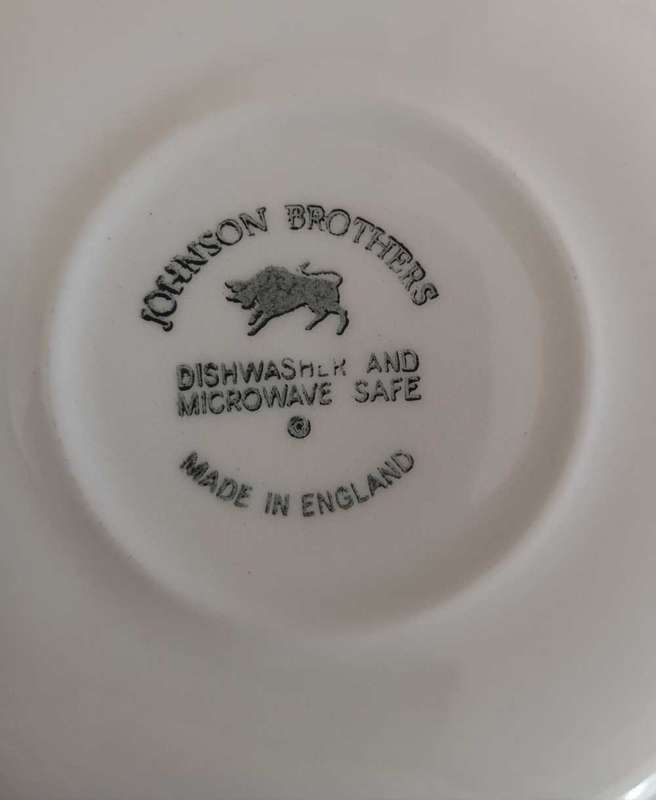 JOHNSON BROTHERS
DISHWASHER AND
MICROWAVE SAFE
©
MADE IN ENGLAND